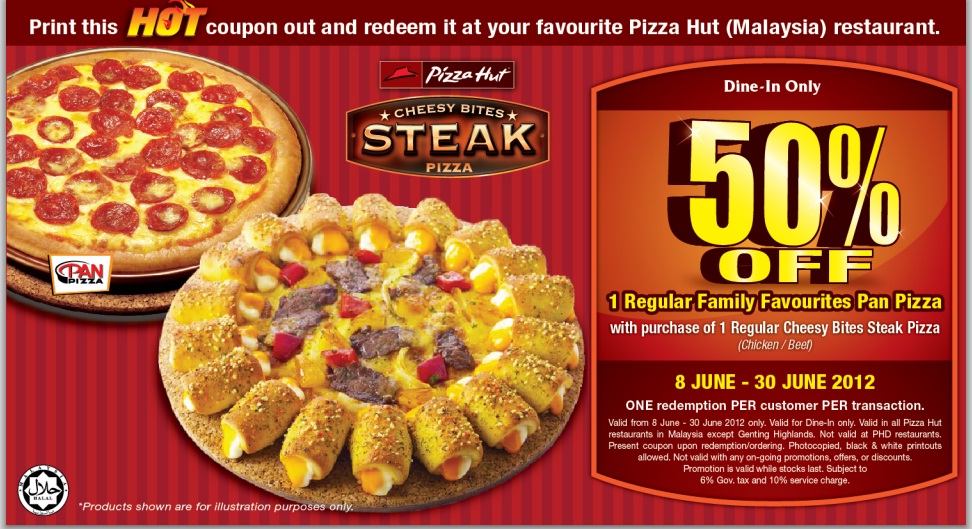 Print this HOT coupon out and redeem it at your favourite Pizza Hut (Malaysia) restaurant.
Pizza Hut
CHEESY BITES
STEAK
PIZZA
PAN
PIZZA
Dine-In Only
50%
OFF
1 Regular Family Favourites Pan Pizza
with purchase of 1 Regular Cheesy Bites Steak Pizza
(Chicken / Beef)
8 JUNE - 30 JUNE 2012
ONE redemption PER customer PER transaction.
Valid from 8 June - 30 June 2012 only. Valid for Dine-In only. Valid in all Pizza Hut
restaurants in Malaysia except Genting Highlands. Not valid at PHD restaurants.
Present coupon upon redemption/ordering. Photocopied, black & white printouts
allowed. Not valid with any on-going promotions, offers, or discounts.
Promotion is valid while stocks last. Subject to
6% Gov. tax and 10% service charge.
حلال
HALAL
*Products shown are for illustration purposes only.